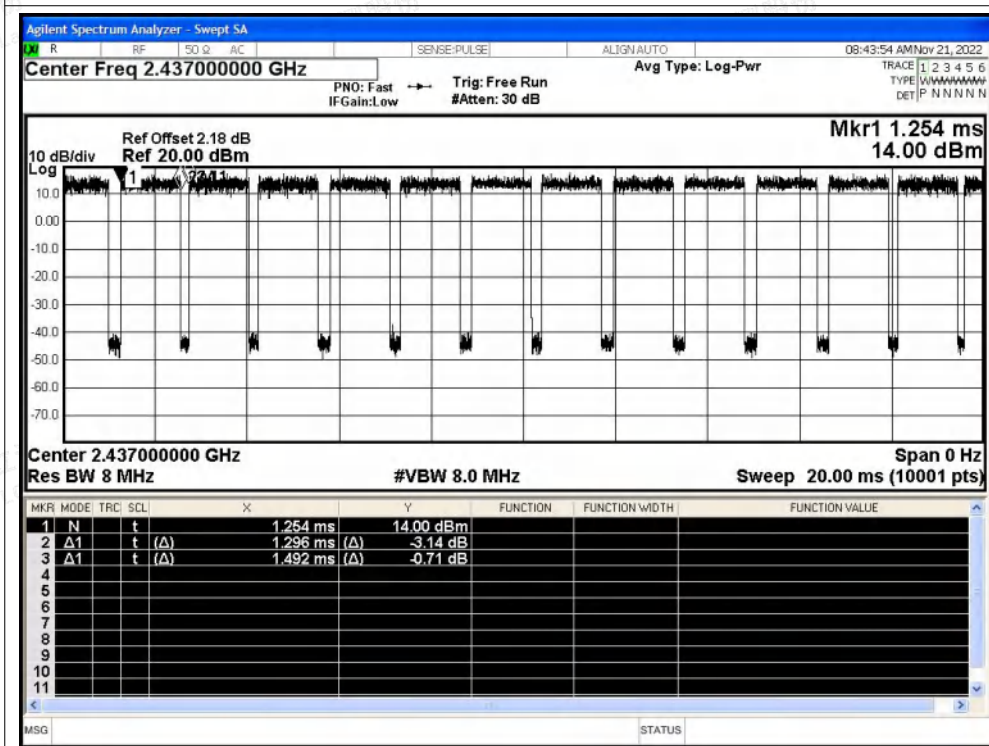 Agilent Spectrum Analyzer - Swept SA
R RF 50 Ω AC SENSE:PULSE ALIGN AUTO 08:43:54 AM Nov 21, 2022
Center Freq 2.437000000 GHz Avg Type: Log-Pwr TRACE 1 2 3 4 5 6
PNO: Fast Trig: Free Run TYPE WWWWWW
IFGain:Low #Atten: 30 dB DET P N N N N N
Mkr1 1.254 ms
Ref Offset 2.18 dB
10 dB/div Ref 20.00 dBm 14.00 dBm
Log
1
10.0
0.00
-10.0
-20.0
-30.0
-40.0
-50.0
-60.0
-70.0
Center 2.437000000 GHz Span 0 Hz
Res BW 8 MHz #VBW 8.0 MHz Sweep 20.00 ms (10001 pts)
MKR MODE TRC SCL X Y FUNCTION FUNCTION WIDTH FUNCTION VALUE
1 N t 1.254 ms 14.00 dBm
2 Δ1 t (Δ) 1.296 ms (Δ) -3.14 dB
3 Δ1 t (Δ) 1.492 ms (Δ) -0.71 dB
4
5
6
7
8
9
10
11
MSG STATUS